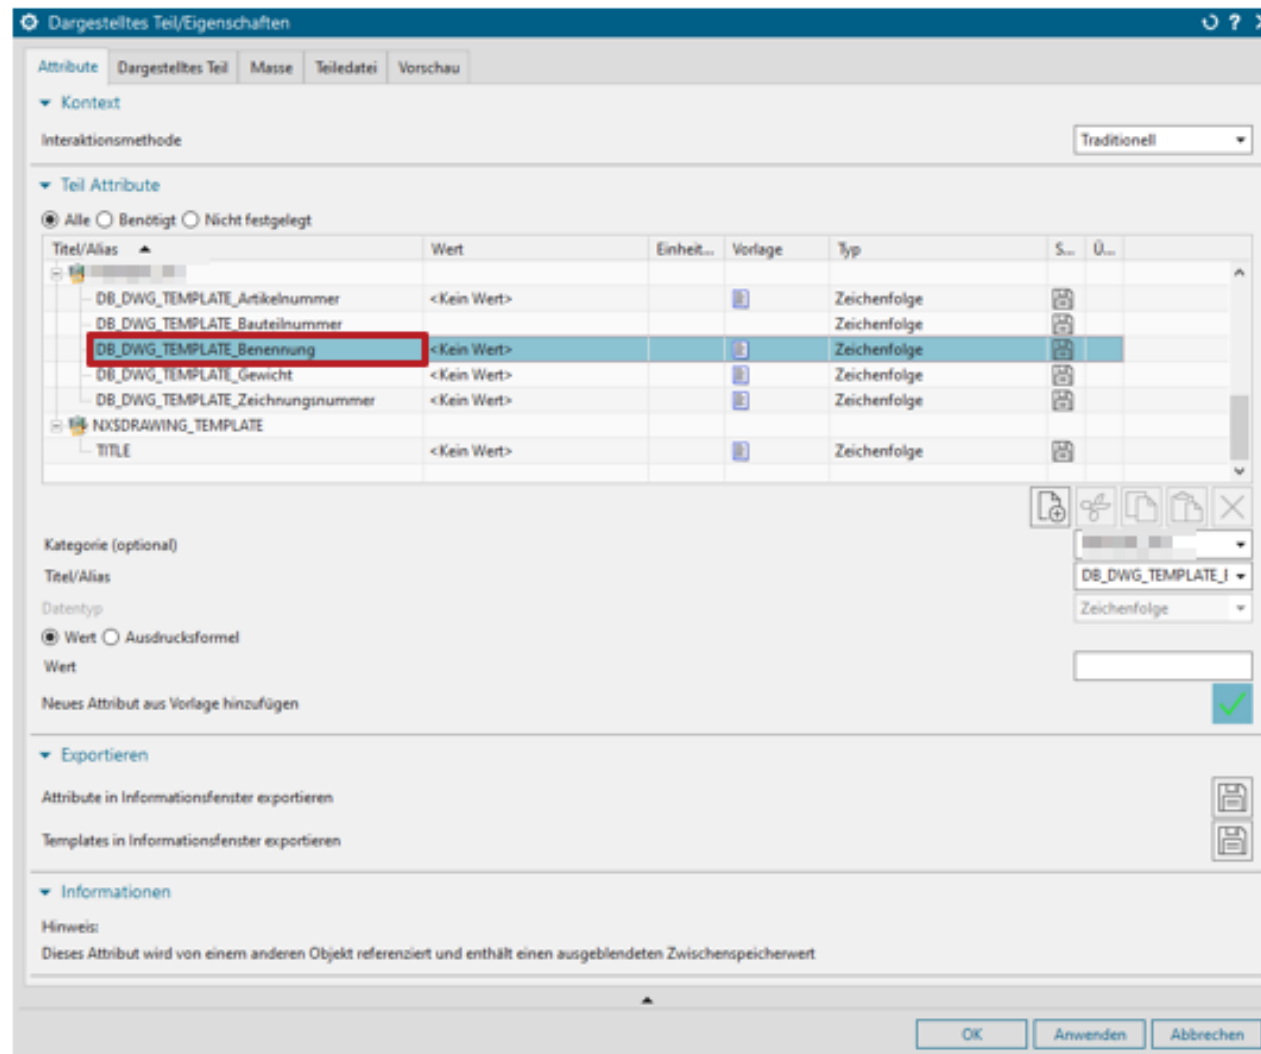 Dargestelltes Teil/Eigenschaften ?
Attribute Dargestelltes Teil Masse Teiledatei Vorschau
Kontext
Interaktionsmethode Traditionell
Teil Attribute
Alle Benötigt Nicht festgelegt
Titel/Alias Wert Einheit... Vorlage Typ S... Ü...
DB_DWG_TEMPLATE_Artikelnummer <Kein Wert> Zeichenfolge
DB_DWG_TEMPLATE_Bauteilnummer Zeichenfolge
DB_DWG_TEMPLATE_Benennung <Kein Wert> Zeichenfolge
DB_DWG_TEMPLATE_Gewicht <Kein Wert> Zeichenfolge
DB_DWG_TEMPLATE_Zeichnungsnummer <Kein Wert> Zeichenfolge
NX$DRAWING_TEMPLATE
TITLE <Kein Wert> Zeichenfolge
Kategorie (optional)
Titel/Alias DB_DWG_TEMPLATE_
Datentyp Zeichenfolge
Wert Ausdrucksformel
Wert
Neues Attribut aus Vorlage hinzufügen
Exportieren
Attribute in Informationsfenster exportieren
Templates in Informationsfenster exportieren
Informationen
Hinweis:
Dieses Attribut wird von einem anderen Objekt referenziert und enthält einen ausgeblendeten Zwischenspeicherwert
OK Anwenden Abbrechen